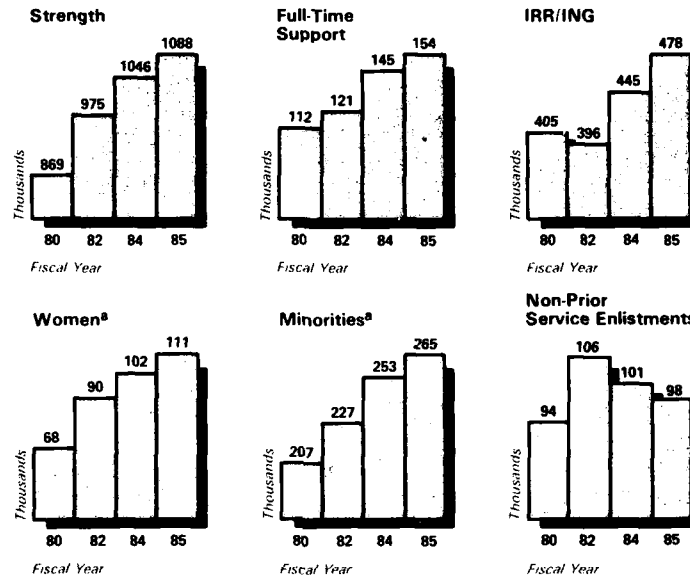 Strength
869
975
1046
1088
Thousands
80 82 84 85
Fiscal Year
Full-Time
Support
112
121
145
154
Thousands
80 82 84 85
Fiscal Year
IRR/ING
405
396
445
478
Thousands
80 82 84 85
Fiscal Year
Womenª
68
90
102
111
Thousands
80 82 84 85
Fiscal Year
Minoritiesª
207
227
253
265
Thousands
80 82 84 85
Fiscal Year
Non-Prior
Service Enlistments
94
106
101
98
Thousands
80 82 84 85
Fiscal Year